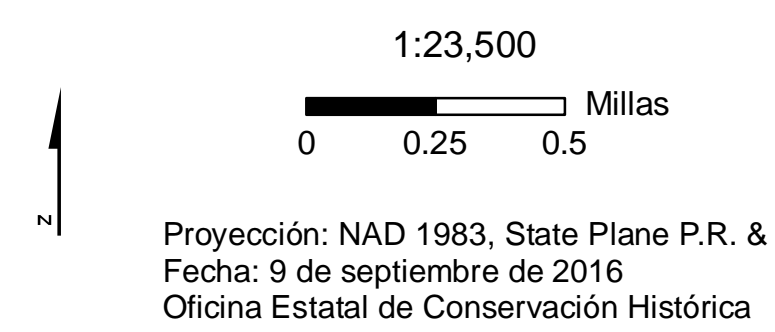 1:23,500
Millas
0 0.25 0.5
N
Proyección: NAD 1983, State Plane P.R. &
Fecha: 9 de septiembre de 2016
Oficina Estatal de Conservación Histórica